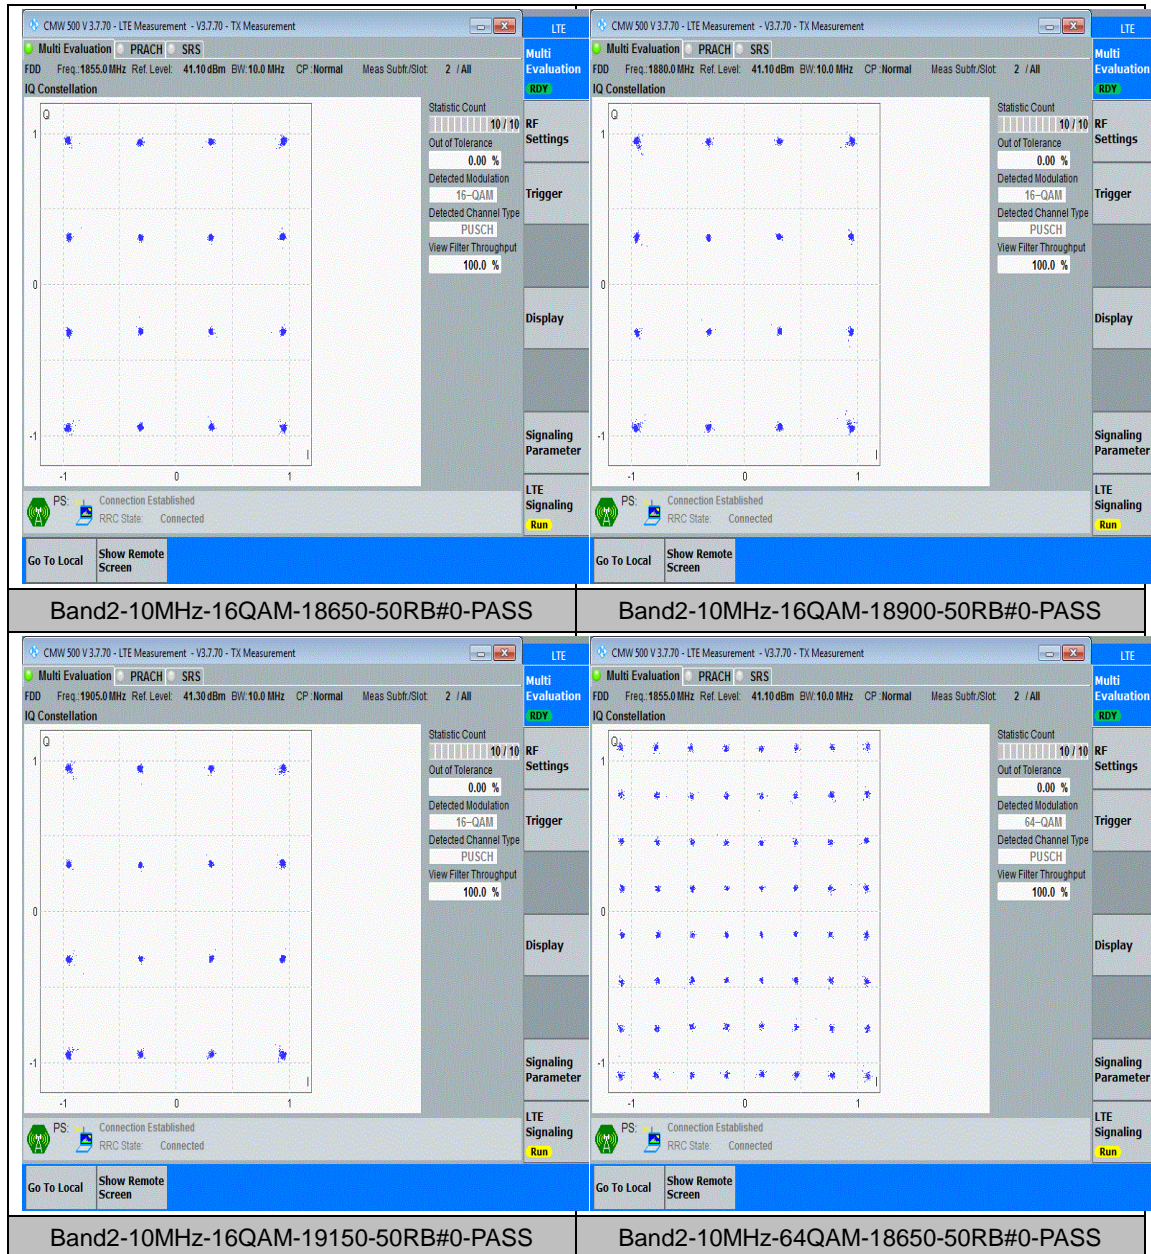 CMW 500 V 3.7.70 - LTE Measurement - V3.7.70 - TX Measurement
LTE
Multi Evaluation PRACH SRS
Multi Evaluation
RDY
FDD Freq.:1855.0 MHz Ref. Level: 41.10 dBm BW:10.0 MHz CP :Normal Meas Subfr./Slot: 2 / All
IQ Constellation
Q
1
0
-1
-1 0 1
I
Statistic Count
10 / 10
Out of Tolerance
0.00 %
Detected Modulation
16-QAM
Detected Channel Type
PUSCH
View Filter Throughput
100.0 %
RF
Settings
Trigger
Display
Signaling
Parameter
LTE
Signaling
Run
PS: Connection Established
RRC State: Connected
Go To Local
Show Remote
Screen
CMW 500 V 3.7.70 - LTE Measurement - V3.7.70 - TX Measurement
LTE
Multi Evaluation PRACH SRS
Multi Evaluation
RDY
FDD Freq.:1880.0 MHz Ref. Level: 41.10 dBm BW:10.0 MHz CP :Normal Meas Subfr./Slot: 2 / All
IQ Constellation
Q
1
0
-1
-1 0 1
I
Statistic Count
10 / 10
Out of Tolerance
0.00 %
Detected Modulation
16-QAM
Detected Channel Type
PUSCH
View Filter Throughput
100.0 %
RF
Settings
Trigger
Display
Signaling
Parameter
LTE
Signaling
Run
PS: Connection Established
RRC State: Connected
Go To Local
Show Remote
Screen
Band2-10MHz-16QAM-18650-50RB#0-PASS
Band2-10MHz-16QAM-18900-50RB#0-PASS
CMW 500 V 3.7.70 - LTE Measurement - V3.7.70 - TX Measurement
LTE
Multi Evaluation PRACH SRS
Multi Evaluation
RDY
FDD Freq.:1905.0 MHz Ref. Level: 41.30 dBm BW:10.0 MHz CP :Normal Meas Subfr./Slot: 2 / All
IQ Constellation
Q
1
0
-1
-1 0 1
I
Statistic Count
10 / 10
Out of Tolerance
0.00 %
Detected Modulation
16-QAM
Detected Channel Type
PUSCH
View Filter Throughput
100.0 %
RF
Settings
Trigger
Display
Signaling
Parameter
LTE
Signaling
Run
PS: Connection Established
RRC State: Connected
Go To Local
Show Remote
Screen
CMW 500 V 3.7.70 - LTE Measurement - V3.7.70 - TX Measurement
LTE
Multi Evaluation PRACH SRS
Multi Evaluation
RDY
FDD Freq.:1855.0 MHz Ref. Level: 41.10 dBm BW:10.0 MHz CP :Normal Meas Subfr./Slot: 2 / All
IQ Constellation
Q
1
0
-1
-1 0 1
I
Statistic Count
10 / 10
Out of Tolerance
0.00 %
Detected Modulation
64-QAM
Detected Channel Type
PUSCH
View Filter Throughput
100.0 %
RF
Settings
Trigger
Display
Signaling
Parameter
LTE
Signaling
Run
PS: Connection Established
RRC State: Connected
Go To Local
Show Remote
Screen
Band2-10MHz-16QAM-19150-50RB#0-PASS
Band2-10MHz-64QAM-18650-50RB#0-PASS